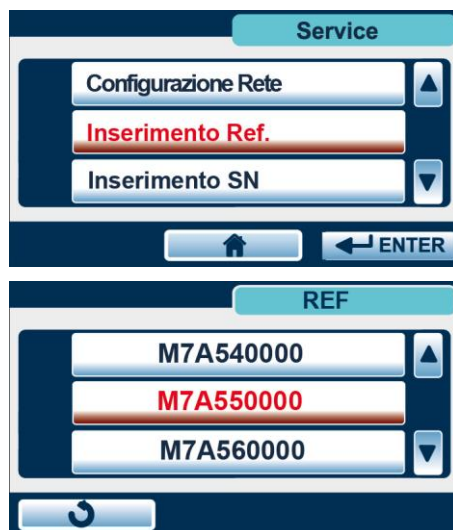 Service
Configurazione Rete
Inserimento Ref.
Inserimento SN
ENTER
REF
M7A540000
M7A550000
M7A560000